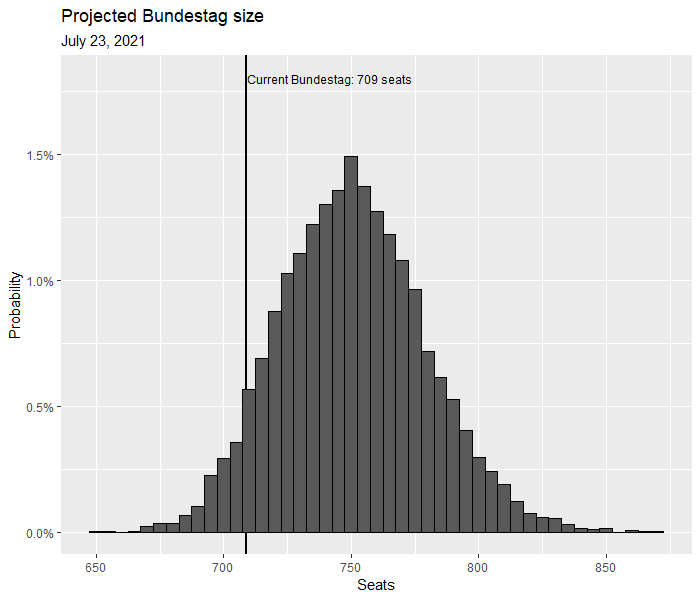 Projected Bundestag size
July 23, 2021
Current Bundestag: 709 seats
1.5%
1.0%
0.5%
0.0%
Probability
650 700 750 800 850
Seats